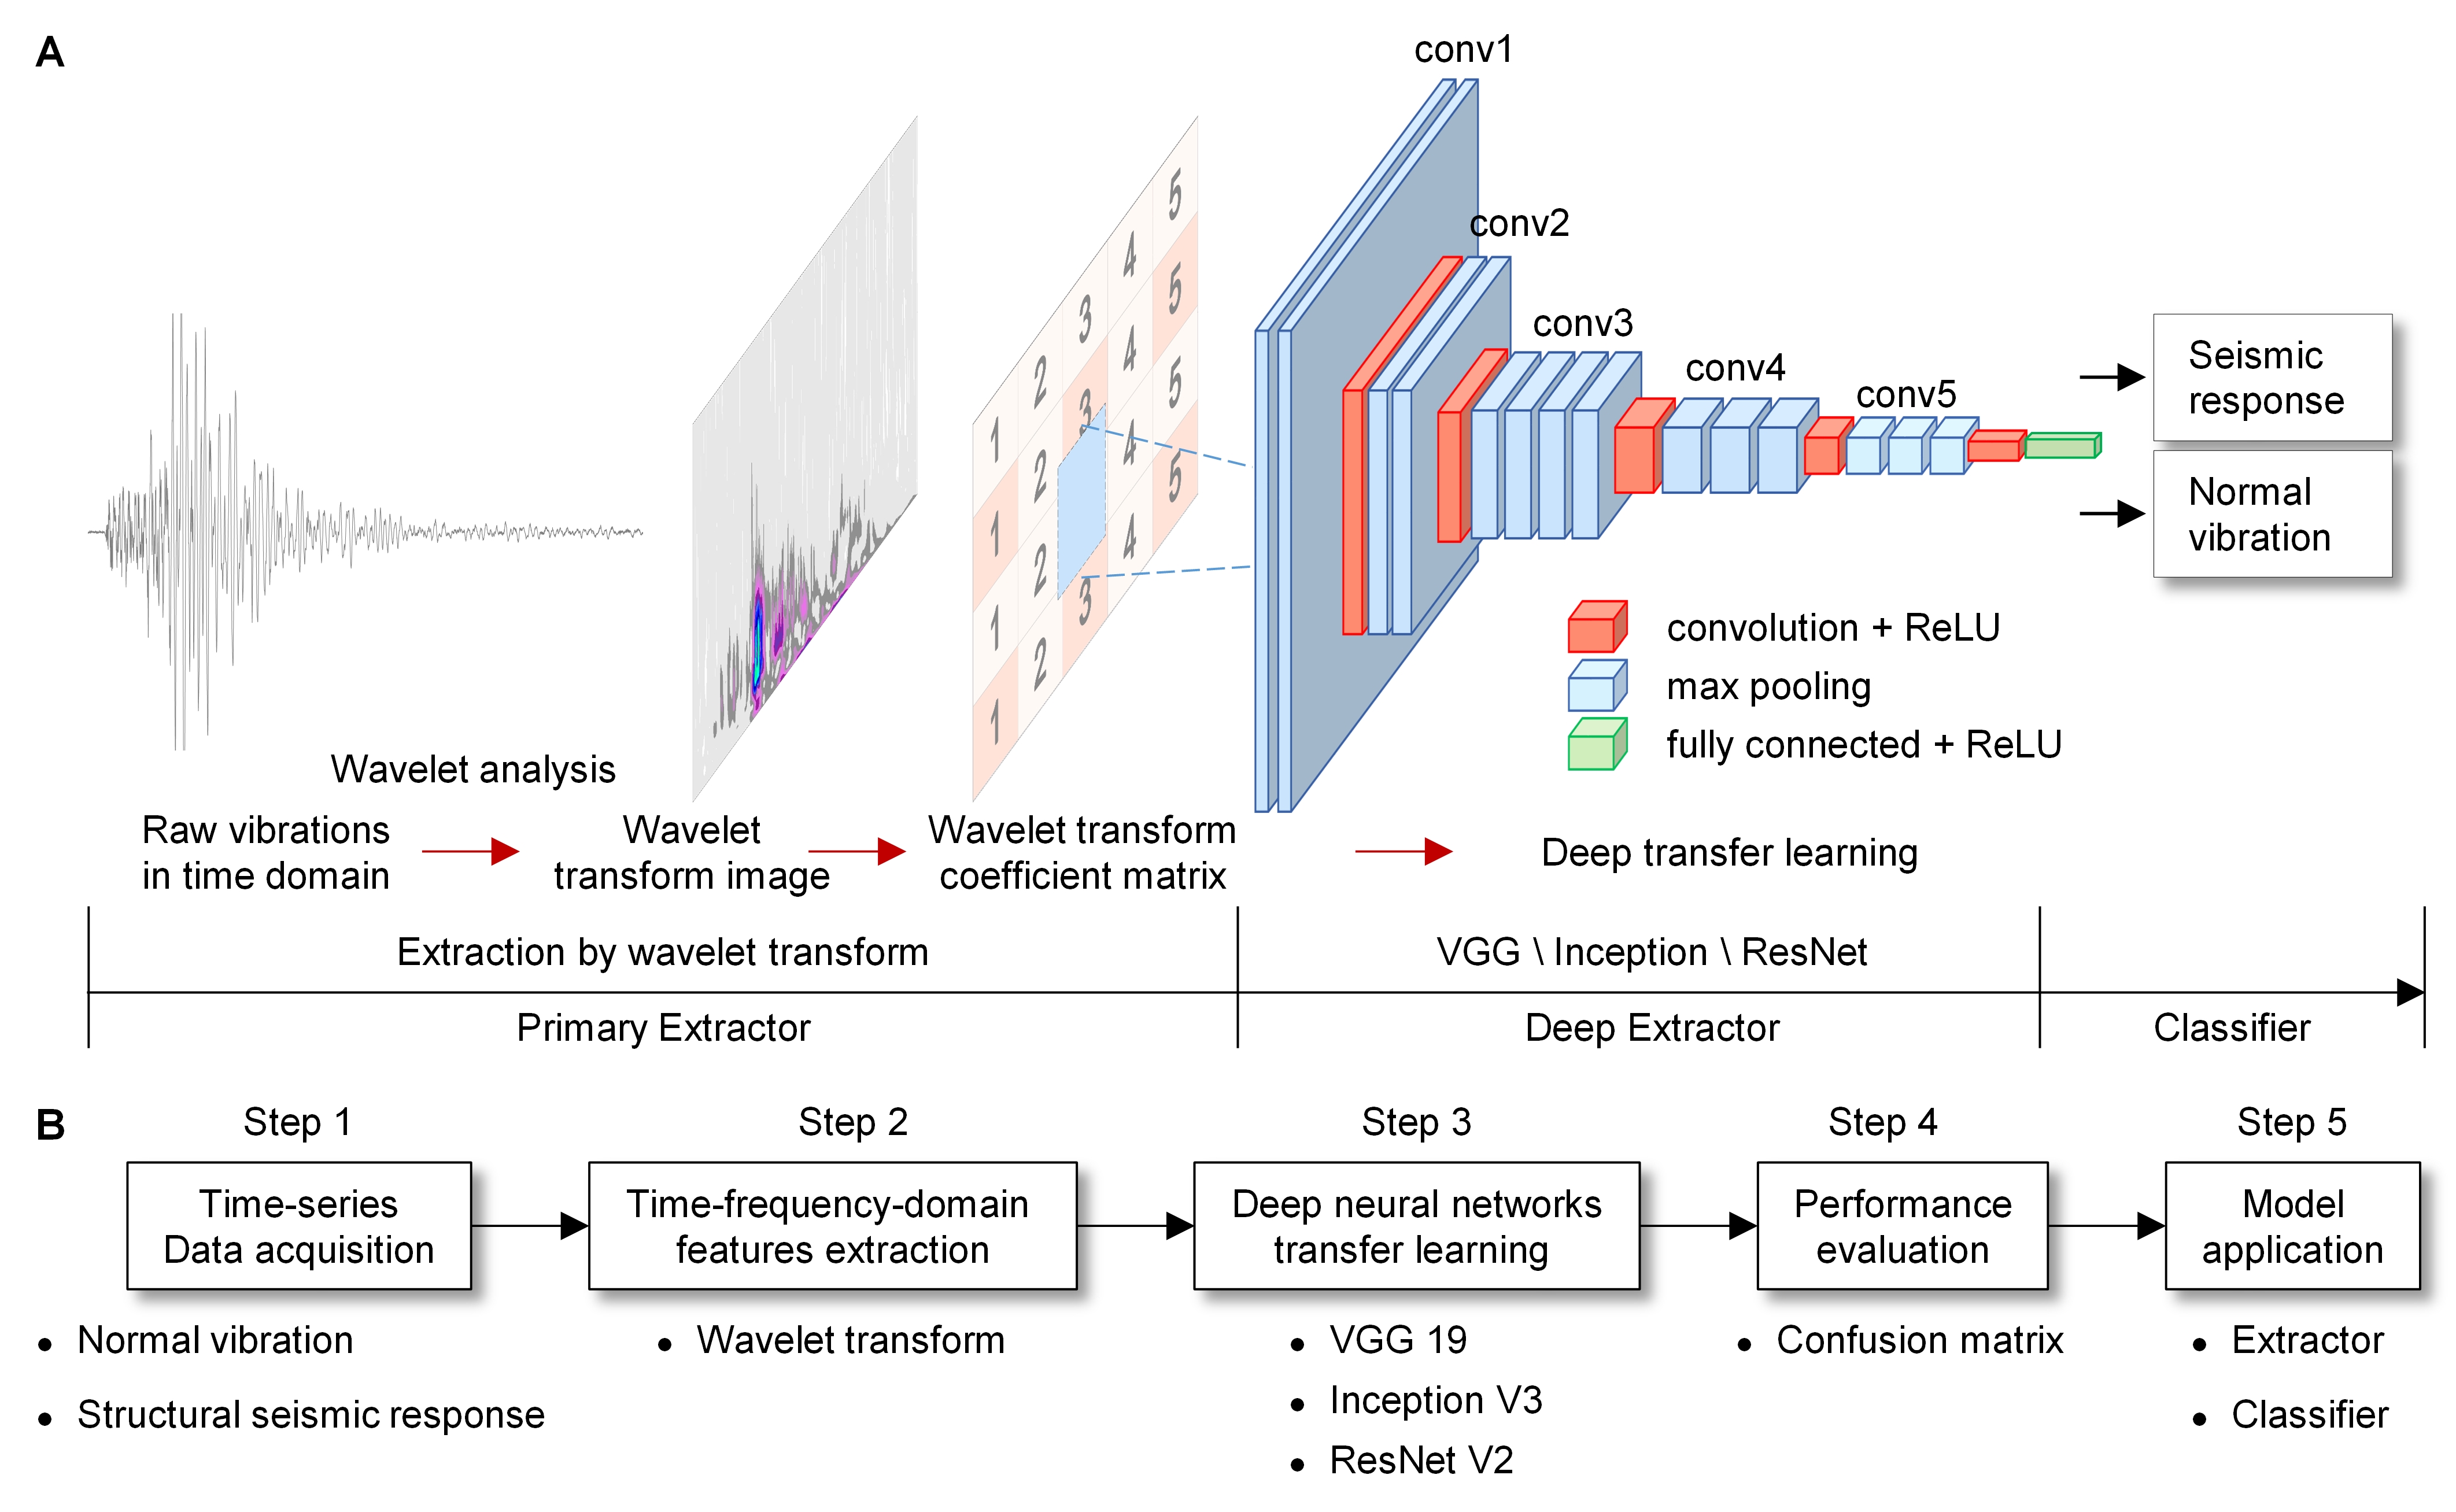 A
conv1
conv2
conv3
conv4
conv5
5
4
5
3
4
5
2
3
4
5
1
2
4
1
2
3
1
2
1
Seismic
response
Normal
vibration
convolution + ReLU
max pooling
fully connected + ReLU
Wavelet analysis
Raw vibrations
in time domain
Wavelet
transform image
Wavelet transform
coefficient matrix
Deep transfer learning
Extraction by wavelet transform
VGG \ Inception \ ResNet
Primary Extractor
Deep Extractor
Classifier
B
Step 1
Step 2
Step 3
Step 4
Step 5
Time-series
Data acquisition
Time-frequency-domain
features extraction
Deep neural networks
transfer learning
Performance
evaluation
Model
application
• Normal vibration
• Structural seismic response
• Wavelet transform
• VGG 19
• Inception V3
• ResNet V2
• Confusion matrix
• Extractor
• Classifier